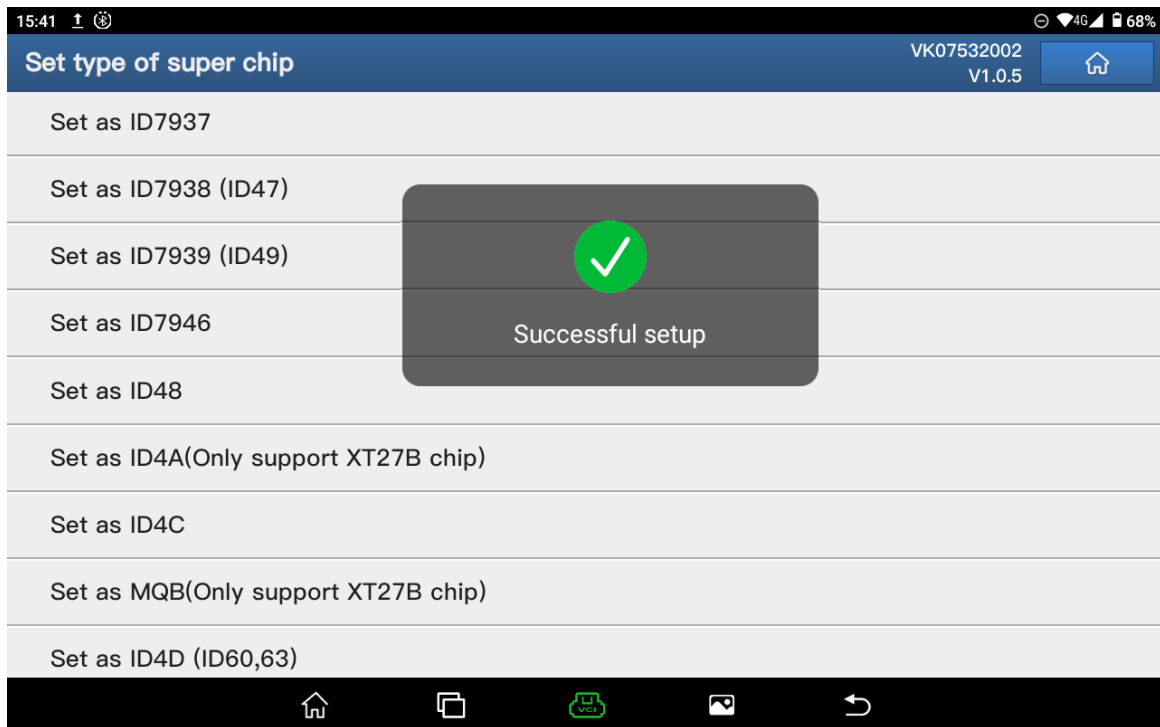 15:41
4G 68%
Set type of super chip
VK07532002
V1.0.5
Set as ID7937
Set as ID7938 (ID47)
Set as ID7939 (ID49)
Set as ID7946
Set as ID48
Set as ID4A(Only support XT27B chip)
Set as ID4C
Set as MQB(Only support XT27B chip)
Set as ID4D (ID60,63)
Successful setup
VCI